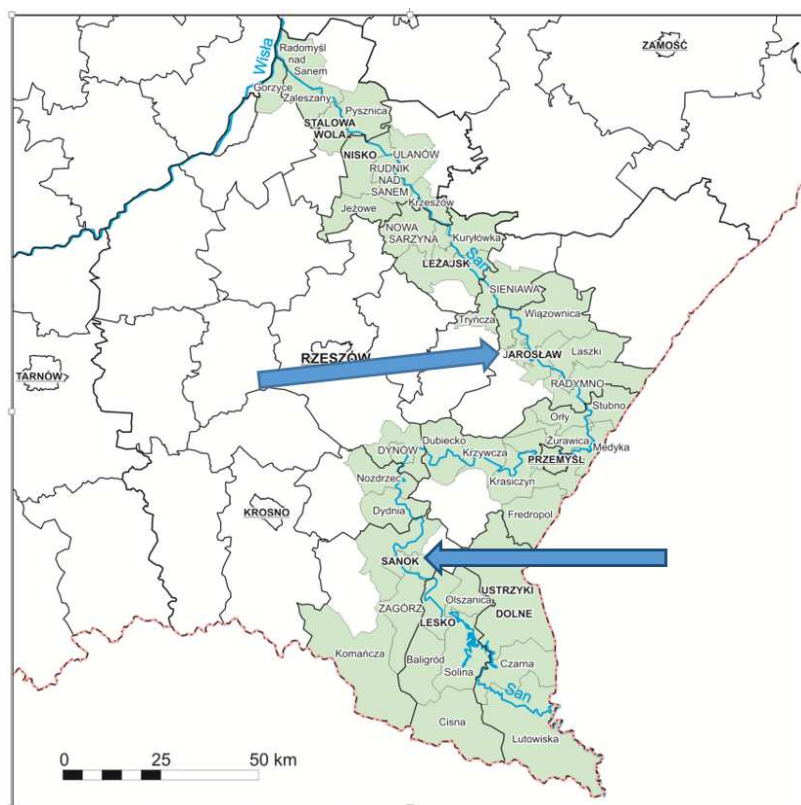 Radomyśl
nad
Sanem
ZAMOŚĆ
Wisła
Gorzyce
Zaleszany
Pysznica
STALOWA
WOLA
NISKO
ULANÓW
RUDNIK
NAD
SANEM
Krzeszów
Jeżowe
NOWA
SARZYNA
Kuryłówka
LEŻAJSK
San
SIENIAWA
Tryńcza
Wiązownica
RZESZÓW
JAROSŁAW
Laszki
TARNÓW
RADYMNO
Stubno
Orły
DYNÓW
Dubiecko
Żurawica
Medyka
Krzywcza
PRZEMYŚL
Nozdrzec
Krasiczyn
KROSNO
Dydnia
Fredropol
SANOK
USTRZYKI
DOLNE
Olszanica
ZAGÓRZ
LESKO
Komańcza
Baligród
Czarna
Solina
San
Cisna
Lutowiska
0 25 50 km